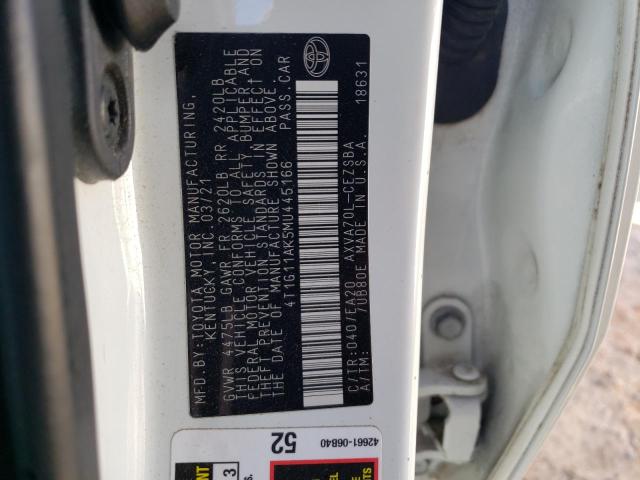 MFD. BY: TOYOTA MOTOR MANUFACTURING,
KENTUCKY, INC. 03/21
GVWR 4475LB GAWR FR 2620LB RR 2420LB
THIS VEHICLE CONFORMS TO ALL APPLICABLE
FEDERAL MOTOR VEHICLE SAFETY, BUMPER, AND
THEFT PREVENTION STANDARDS IN EFFECT ON
THE DATE OF MANUFACTURE SHOWN ABOVE.
4T1G11AK5MU445166 PASS.CAR
C/TR: 040/EA20 AXVA70L-CEZSBA
A/TM: UB80E MADE IN U.S.A. 18631
52
42661-06B40
NT
3